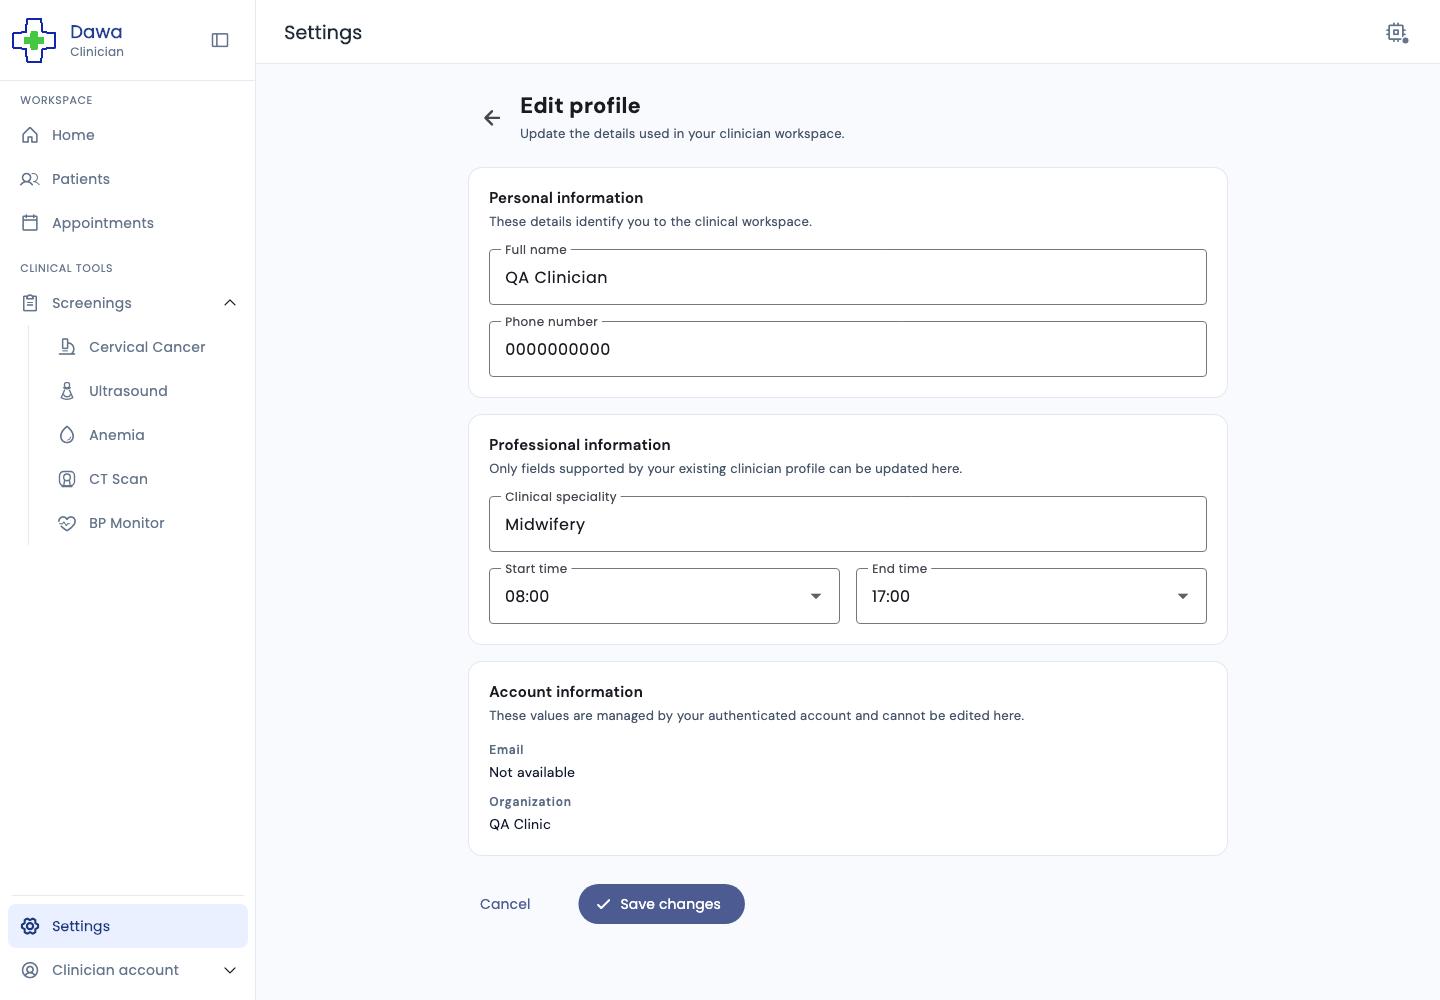 Dawa
Clinician
WORKSPACE
Home
Patients
Appointments
CLINICAL TOOLS
Screenings
Cervical Cancer
Ultrasound
Anemia
CT Scan
BP Monitor
Settings
Clinician account
Settings
Edit profile
Update the details used in your clinician workspace.
Personal information
These details identify you to the clinical workspace.
Full name
QA Clinician
Phone number
0000000000
Professional information
Only fields supported by your existing clinician profile can be updated here.
Clinical speciality
Midwifery
Start time
08:00
End time
17:00
Account information
These values are managed by your authenticated account and cannot be edited here.
Email
Not available
Organization
QA Clinic
Cancel
Save changes